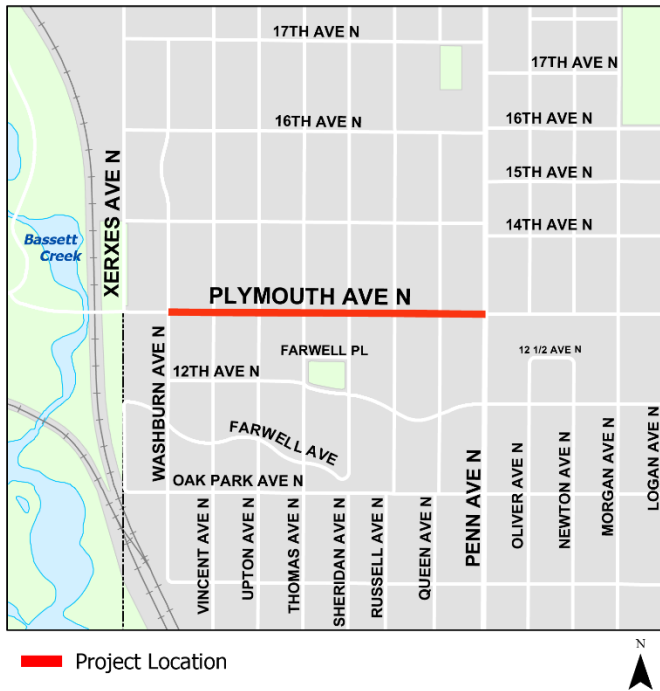 17TH AVE N
17TH AVE N
16TH AVE N
16TH AVE N
XERXES AVE N
15TH AVE N
14TH AVE N
Bassett
Creek
PLYMOUTH AVE N
FARWELL PL
12 1/2 AVE N
12TH AVE N
WASHBURN AVE N
FARWELL AVE
OAK PARK AVE N
VINCENT AVE N
UPTON AVE N
THOMAS AVE N
SHERIDAN AVE N
RUSSELL AVE N
QUEEN AVE N
PENN AVE N
OLIVER AVE N
NEWTON AVE N
MORGAN AVE N
LOGAN AVE N
Project Location
N